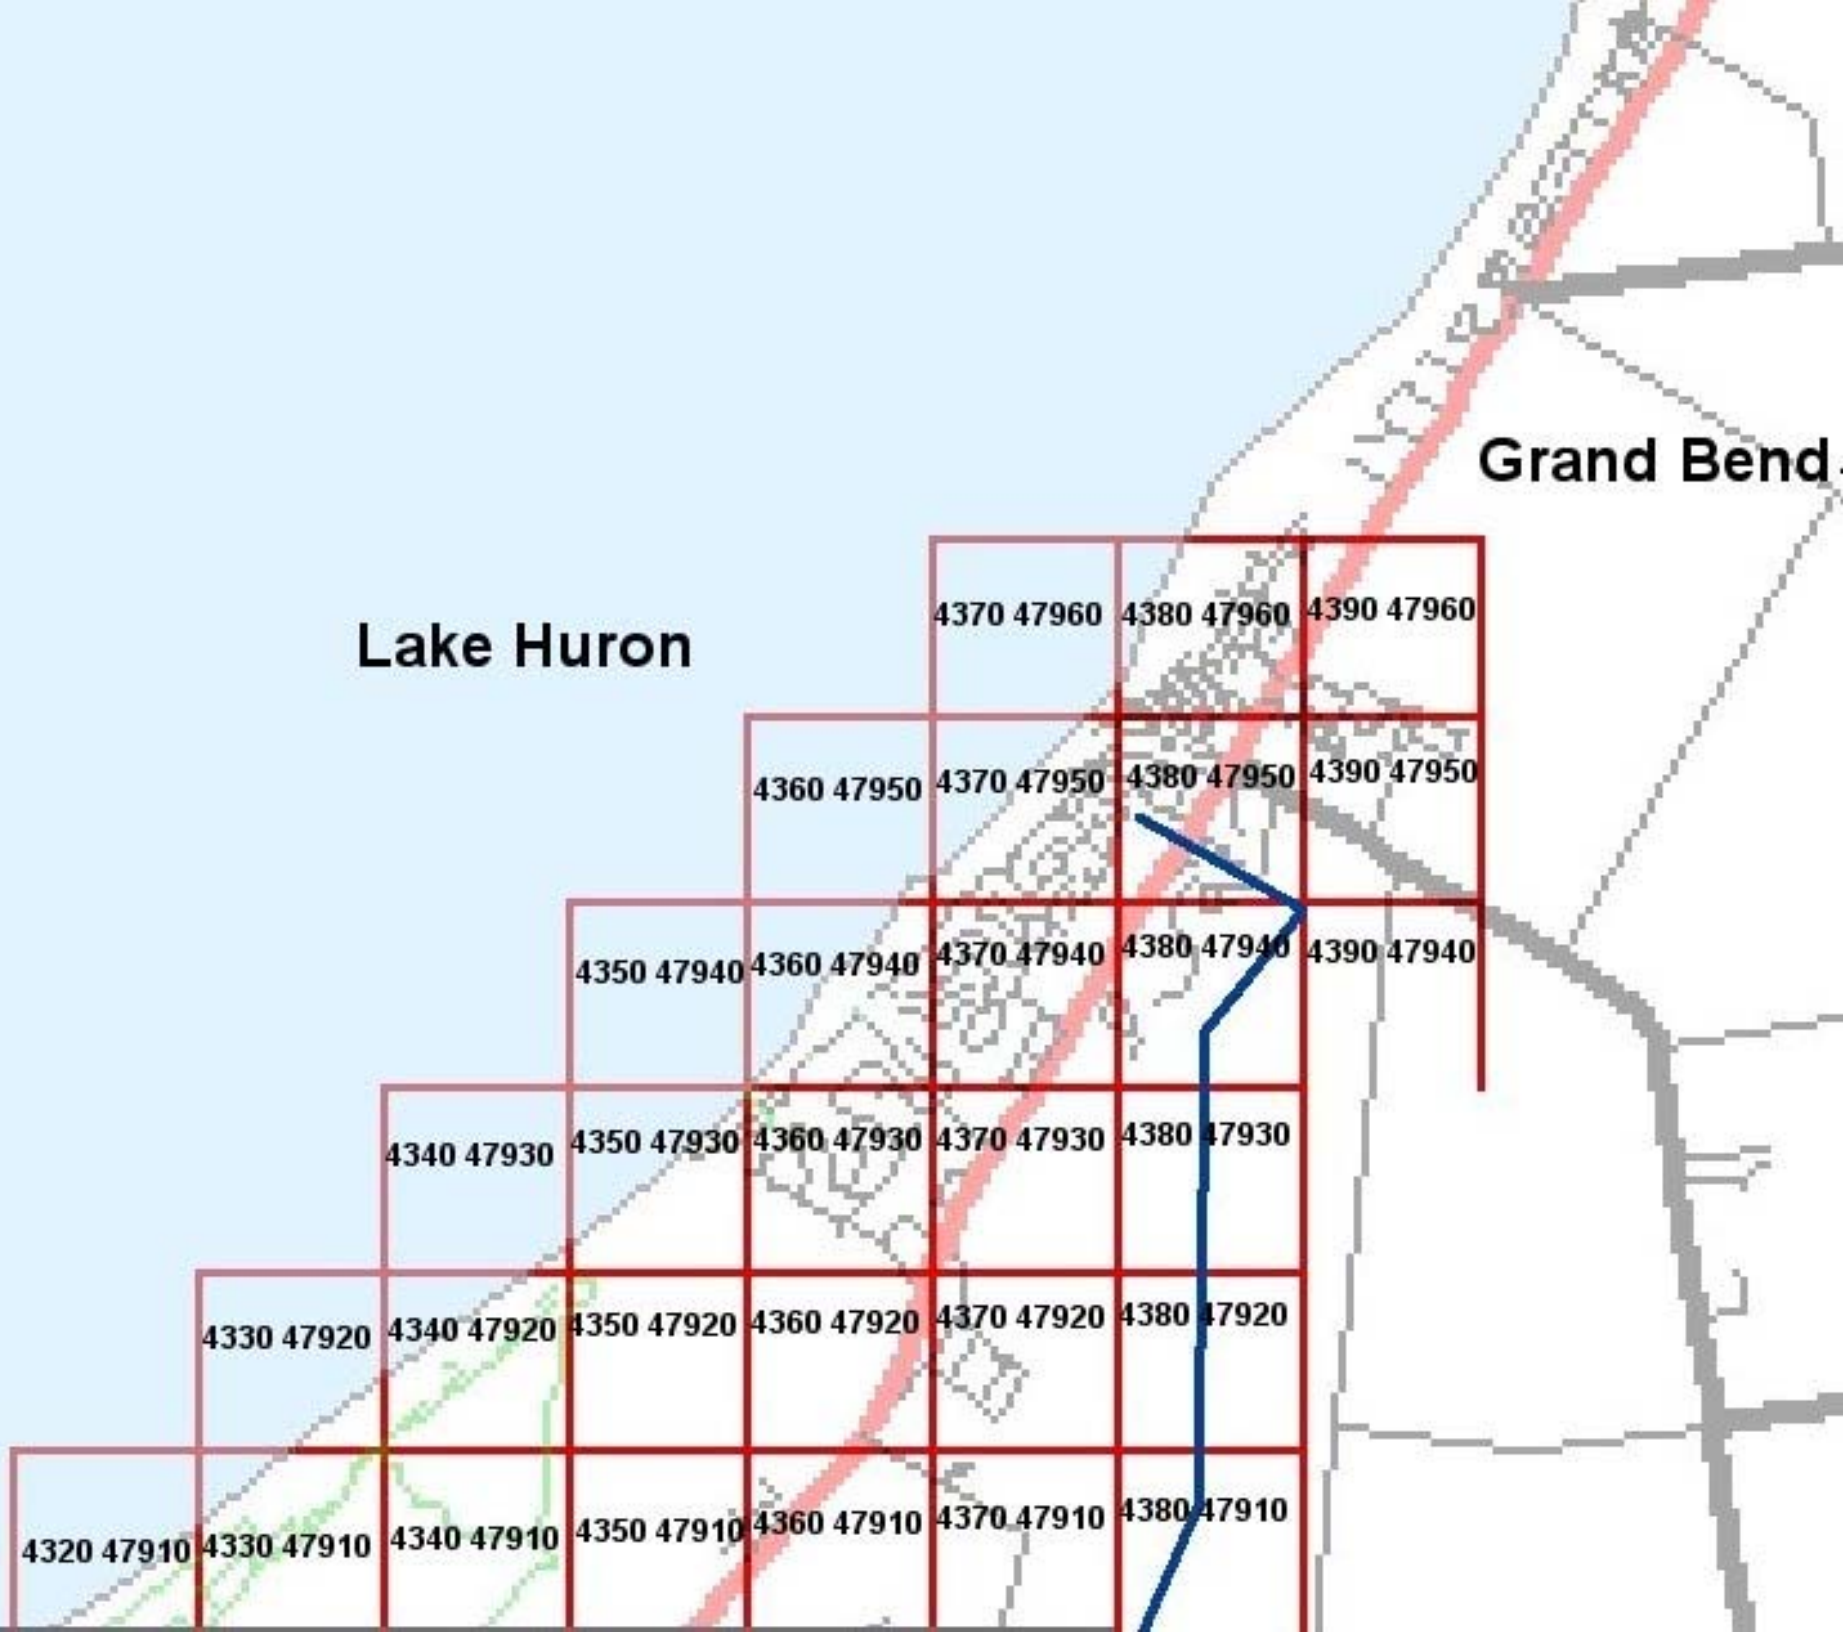 Grand Bend
Lake Huron
4370 47960 4380 47960 4390 47960
4360 47950 4370 47950 4380 47950 4390 47950
4350 47940 4360 47940 4370 47940 4380 47940 4390 47940
4340 47930 4350 47930 4360 47930 4370 47930 4380 47930
4330 47920 4340 47920 4350 47920 4360 47920 4370 47920 4380 47920
4320 47910 4330 47910 4340 47910 4350 47910 4360 47910 4370 47910 4380 47910